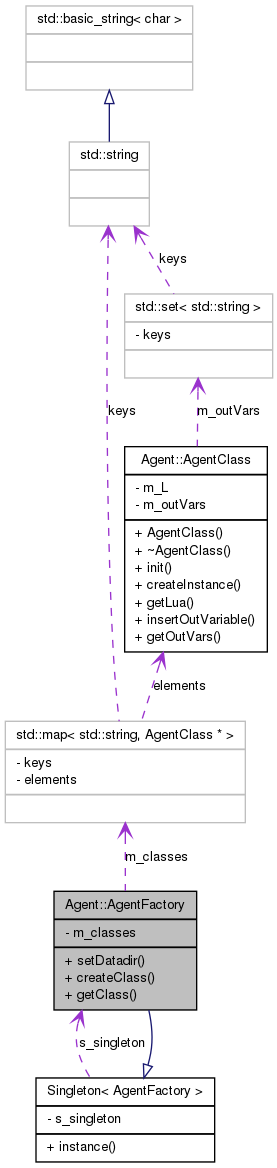 std::basic_string< char >
std::string
keys
std::set< std::string >
- keys
keys
m_outVars
Agent::AgentClass
- m_L
- m_outVars
+ AgentClass()
+ ~AgentClass()
+ init()
+ createInstance()
+ getLua()
+ insertOutVariable()
+ getOutVars()
elements
std::map< std::string, AgentClass * >
- keys
- elements
m_classes
Agent::AgentFactory
- m_classes
+ setDatadir()
+ createClass()
+ getClass()
s_singleton
Singleton< AgentFactory >
- s_singleton
+ instance()